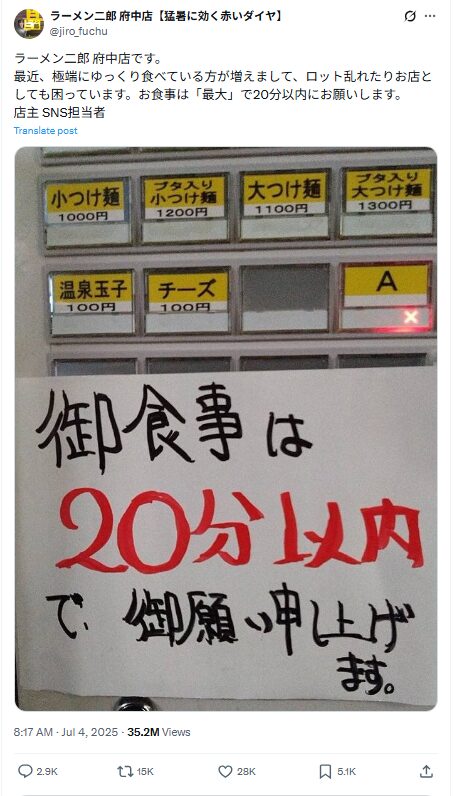 ラーメン二郎 府中店【猛暑に効く赤いダイヤ】
@jiro_fuchu
ラーメン二郎 府中店です。
最近、極端にゆっくり食べている方が増えまして、ロット乱れたりお店と
しても困っています。お食事は「最大」で20分以内にお願いします。
店主 SNS担当者
Translate post
小つけ麺
1000円
ブタ入り
小つけ麺
1200円
大つけ麺
1100円
ブタ入り
大つけ麺
1300円
温泉玉子
100円
チーズ
100円
A
×
御食事は
20分以内
で御願い申し上げ
ます。
8:17 AM · Jul 4, 2025 · 35.2M Views
2.9K
15K
28K
5.1K